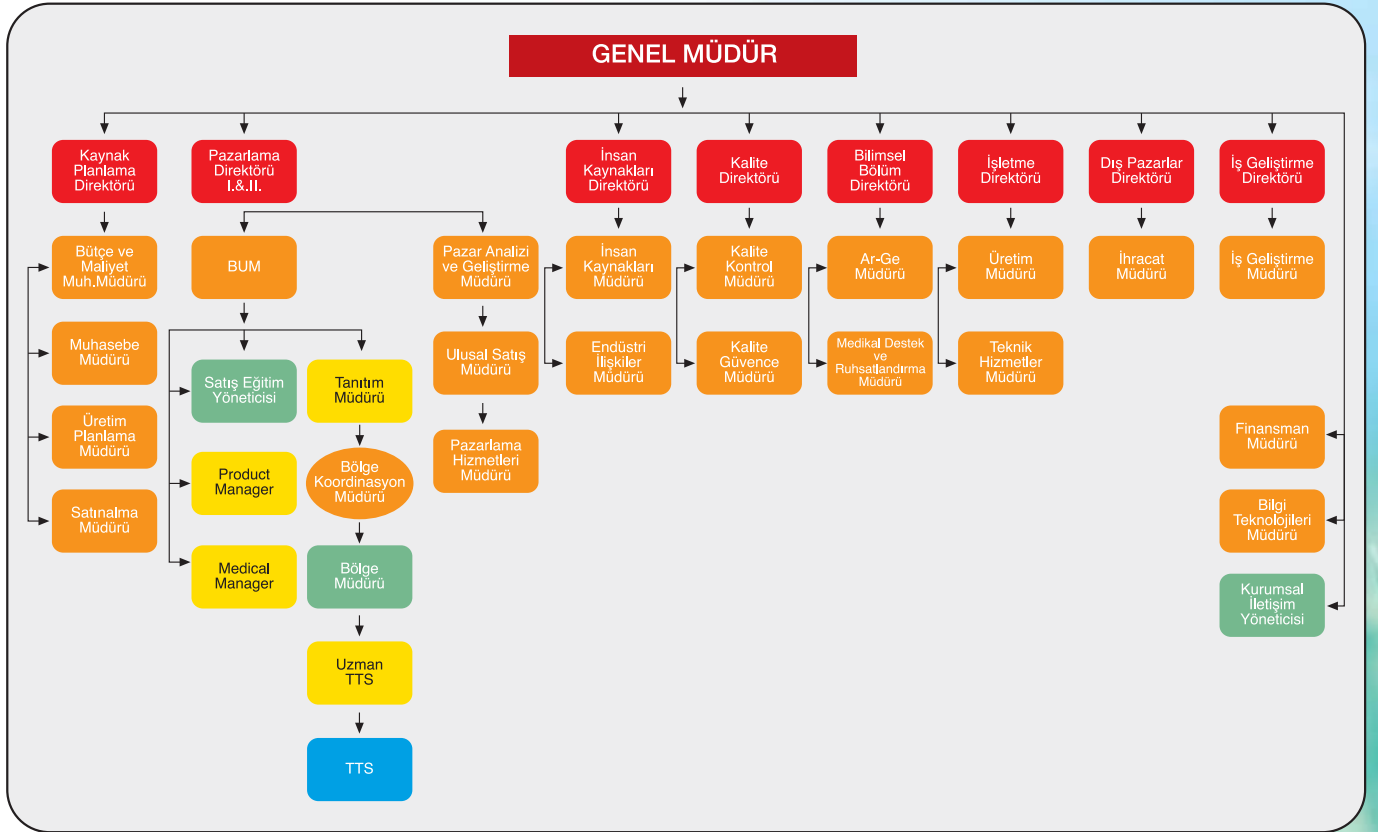 GENEL MÜDÜR
Kaynak
Planlama
Direktörü
Pazarlama
Direktörü
I.&.II.
İnsan
Kaynakları
Direktörü
Kalite
Direktörü
Bilimsel
Bölüm
Direktörü
İşletme
Direktörü
Dış Pazarlar
Direktörü
İş Geliştirme
Direktörü
Bütçe ve
Maliyet
Muh.Müdürü
BUM
Pazar Analizi
ve Geliştirme
Müdürü
İnsan
Kaynakları
Müdürü
Kalite
Kontrol
Müdürü
Ar-Ge
Müdürü
Üretim
Müdürü
İhracat
Müdürü
İş Geliştirme
Müdürü
Muhasebe
Müdürü
Satış Eğitim
Yöneticisi
Tanıtım
Müdürü
Ulusal Satış
Müdürü
Endüstri
İlişkiler
Müdürü
Kalite
Güvence
Müdürü
Medikal Destek
ve
Ruhsatlandırma
Müdürü
Teknik
Hizmetler
Müdürü
Üretim
Planlama
Müdürü
Product
Manager
Bölge
Koordinasyon
Müdürü
Pazarlama
Hizmetleri
Müdürü
Finansman
Müdürü
Satınalma
Müdürü
Medical
Manager
Bölge
Müdürü
Bilgi
Teknolojileri
Müdürü
Kurumsal
İletişim
Yöneticisi
Uzman
TTS
TTS